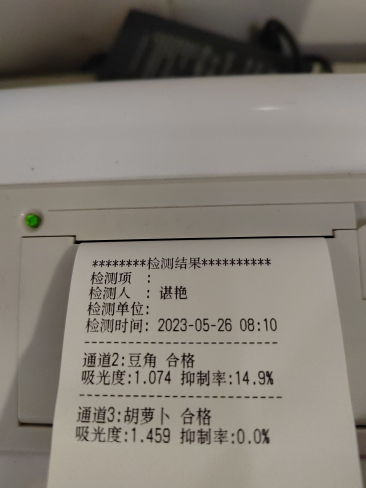 ********检测结果**********
检测项  :
检测人  : 谌艳
检测单位:
检测时间: 2023-05-26 08:10
----------------------------
通道2:豆角 合格
吸光度:1.074 抑制率:14.9%
----------------------------
通道3:胡萝卜 合格
吸光度:1.459 抑制率:0.0%